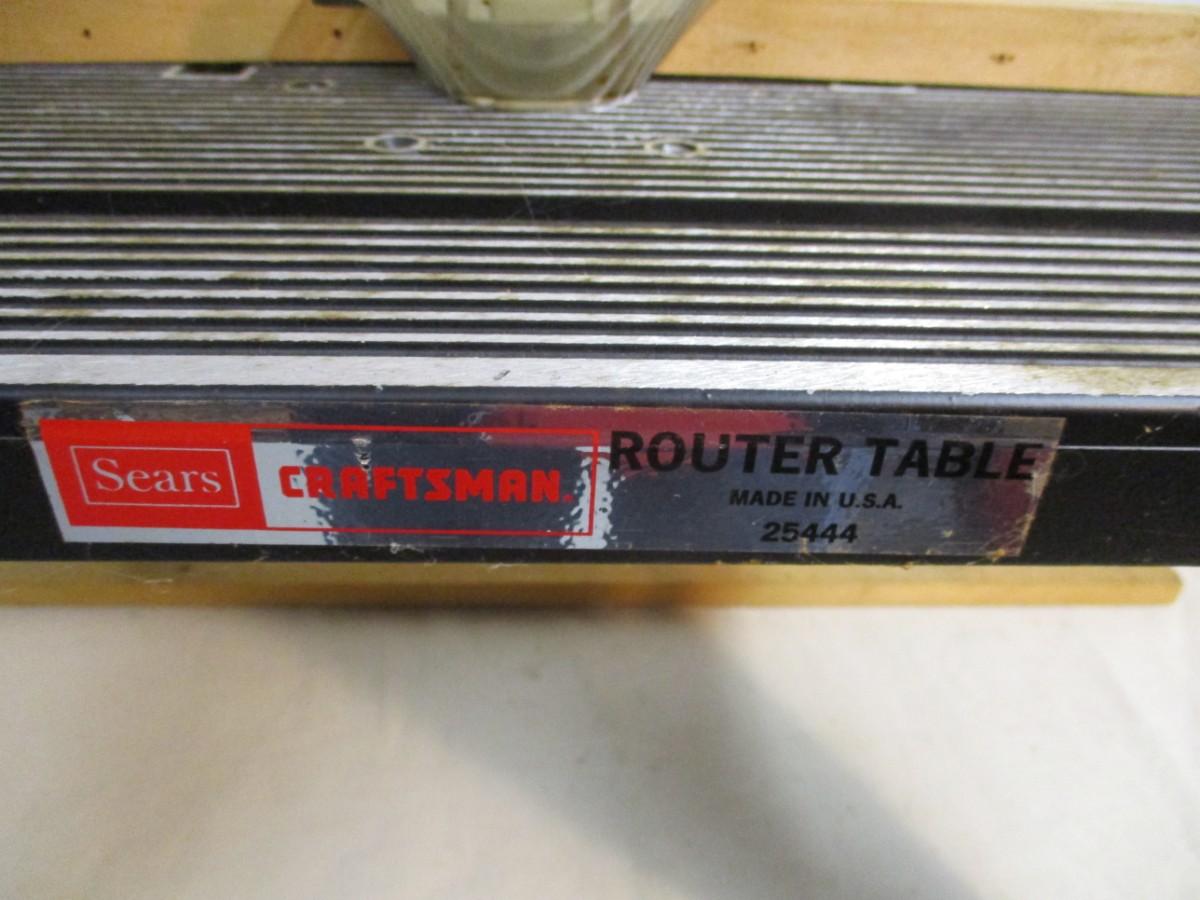 Sears
CRAFTSMAN.
ROUTER TABLE
MADE IN U.S.A.
25444